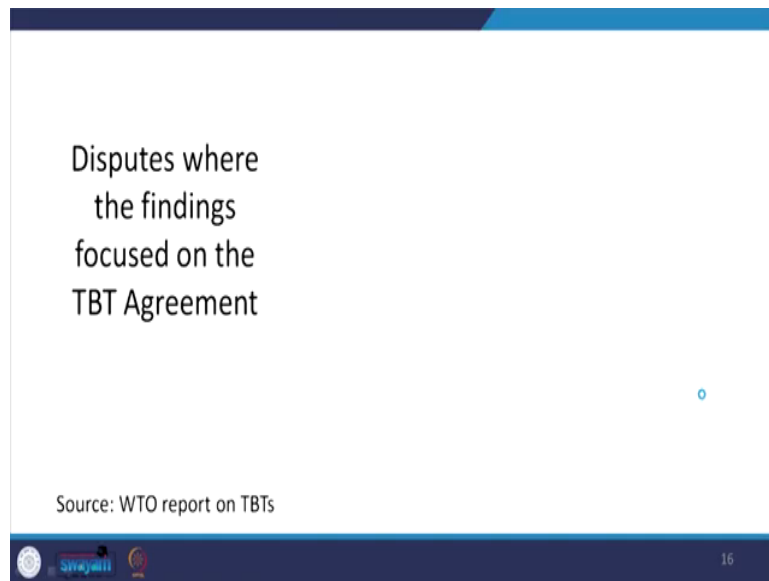 Disputes where
the findings
focused on the
TBT Agreement
Source: WTO report on TBTs
swayam
16